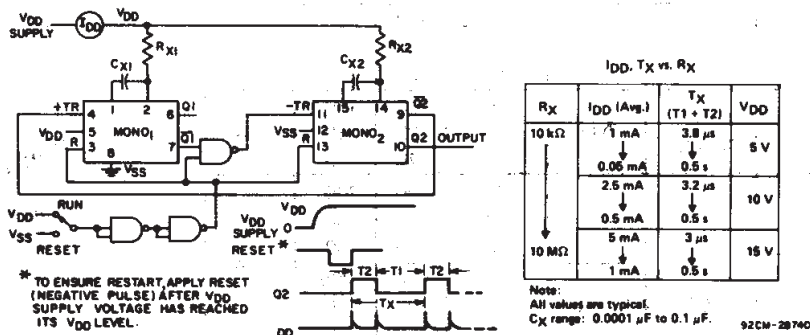 VDD SUPPLY
IDD
VDD
RX1
RX2
CX1
CX2
+TR
4
1
2
6
Q1
VDD
5
MONO1
R
3
8
7
Q1
VSS
-TR
11
15
14
9
Q2
VSS
12
MONO2
R
13
10
Q2
OUTPUT
VDD
RUN
VSS
RESET
VDD
VDD SUPPLY
0
RESET *
T2
T1
T2
Q2
TX
* TO ENSURE RESTART, APPLY RESET
(NEGATIVE PULSE) AFTER VDD
SUPPLY VOLTAGE HAS REACHED
ITS VDD LEVEL.
IDD, TX vs. RX
RX IDD (Avg.) TX (T1 + T2) VDD
10 kΩ 1 mA 3.8 μs 5 V
0.05 mA 0.5 s
2.5 mA 3.2 μs 10 V
0.5 mA 0.5 s
5 mA 3 μs 15 V
10 MΩ 1 mA 0.5 s
Note:
All values are typical.
CX range: 0.0001 μF to 0.1 μF.